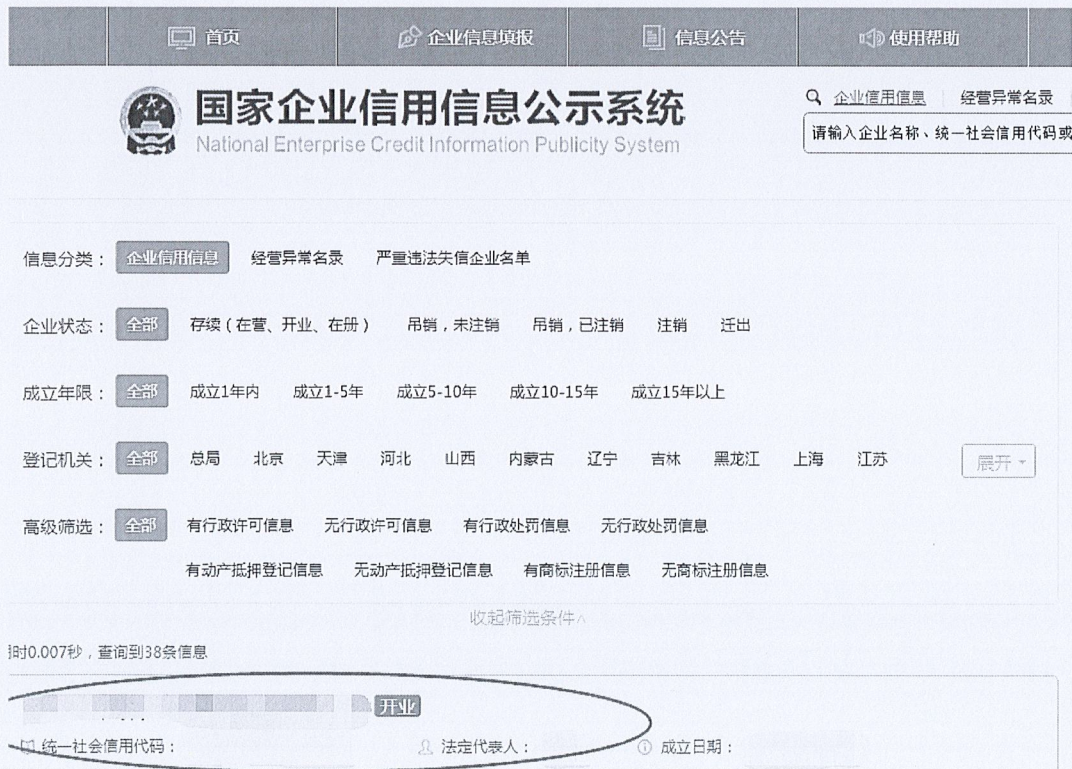 首页 企业信息填报 信息公告 使用帮助
国家企业信用信息公示系统
National Enterprise Credit Information Publicity System
企业信用信息 经营异常名录
请输入企业名称、统一社会信用代码或
信息分类： 企业信用信息 经营异常名录 严重违法失信企业名单
企业状态： 全部 存续（在营、开业、在册） 吊销，未注销 吊销，已注销 注销 迁出
成立年限： 全部 成立1年内 成立1-5年 成立5-10年 成立10-15年 成立15年以上
登记机关： 全部 总局 北京 天津 河北 山西 内蒙古 辽宁 吉林 黑龙江 上海 江苏 展开
高级筛选： 全部 有行政许可信息 无行政许可信息 有行政处罚信息 无行政处罚信息
有动产抵押登记信息 无动产抵押登记信息 有商标注册信息 无商标注册信息
收起筛选条件
时0.007秒，查询到38条信息
开业
统一社会信用代码： 法定代表人： 成立日期：